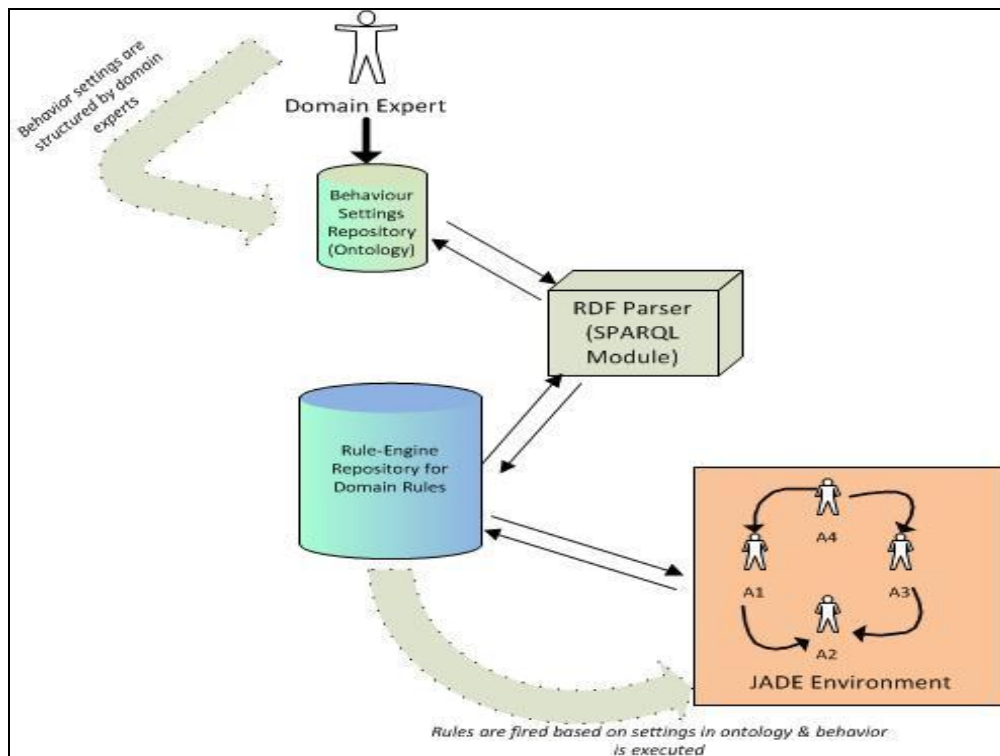 Behavior settings are
structured by domain
experts
Domain Expert
Behaviour
Settings
Repository
(Ontology)
RDF Parser
(SPARQL
Module)
Rule-Engine
Repository for
Domain Rules
A4
A1
A3
A2
JADE Environment
Rules are fired based on settings in ontology & behavior
is executed